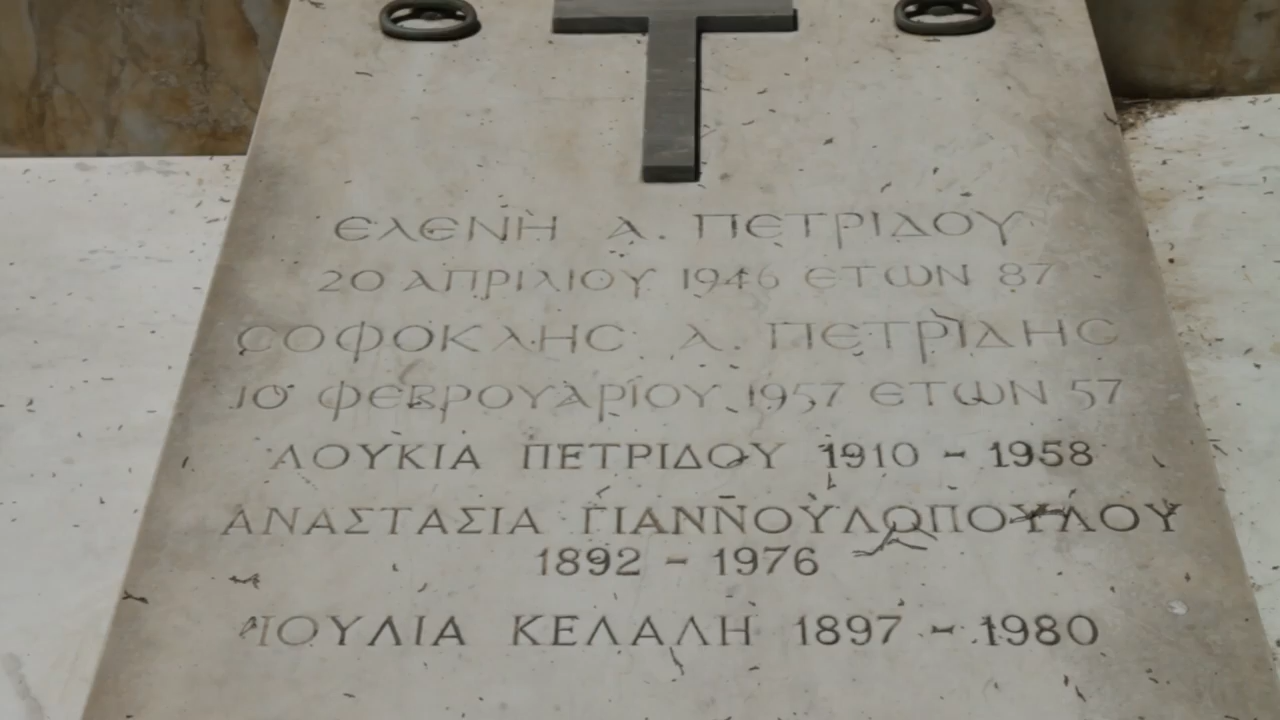 ΕΛΕΝΗ Α. ΠΕΤΡΙΔΟΥ
20 ΑΠΡΙΛΙΟΥ 1946 ΕΤΩΝ 87
ϹΟΦΟΚΛΗϹ Α. ΠΕΤΡΙΔΗϹ
10 ΦΕΒΡΟΥΑΡΙΟΥ 1957 ΕΤΩΝ 57
ΛΟΥΚΙΑ ΠΕΤΡΙΔΟΥ 1910 - 1958
ΑΝΑΣΤΑΣΙΑ ΓΙΑΝΝΟΥΛΟΠΟΥΛΟΥ
1892 - 1976
ΙΟΥΛΙΑ ΚΕΛΑΛΗ 1897 - 1980